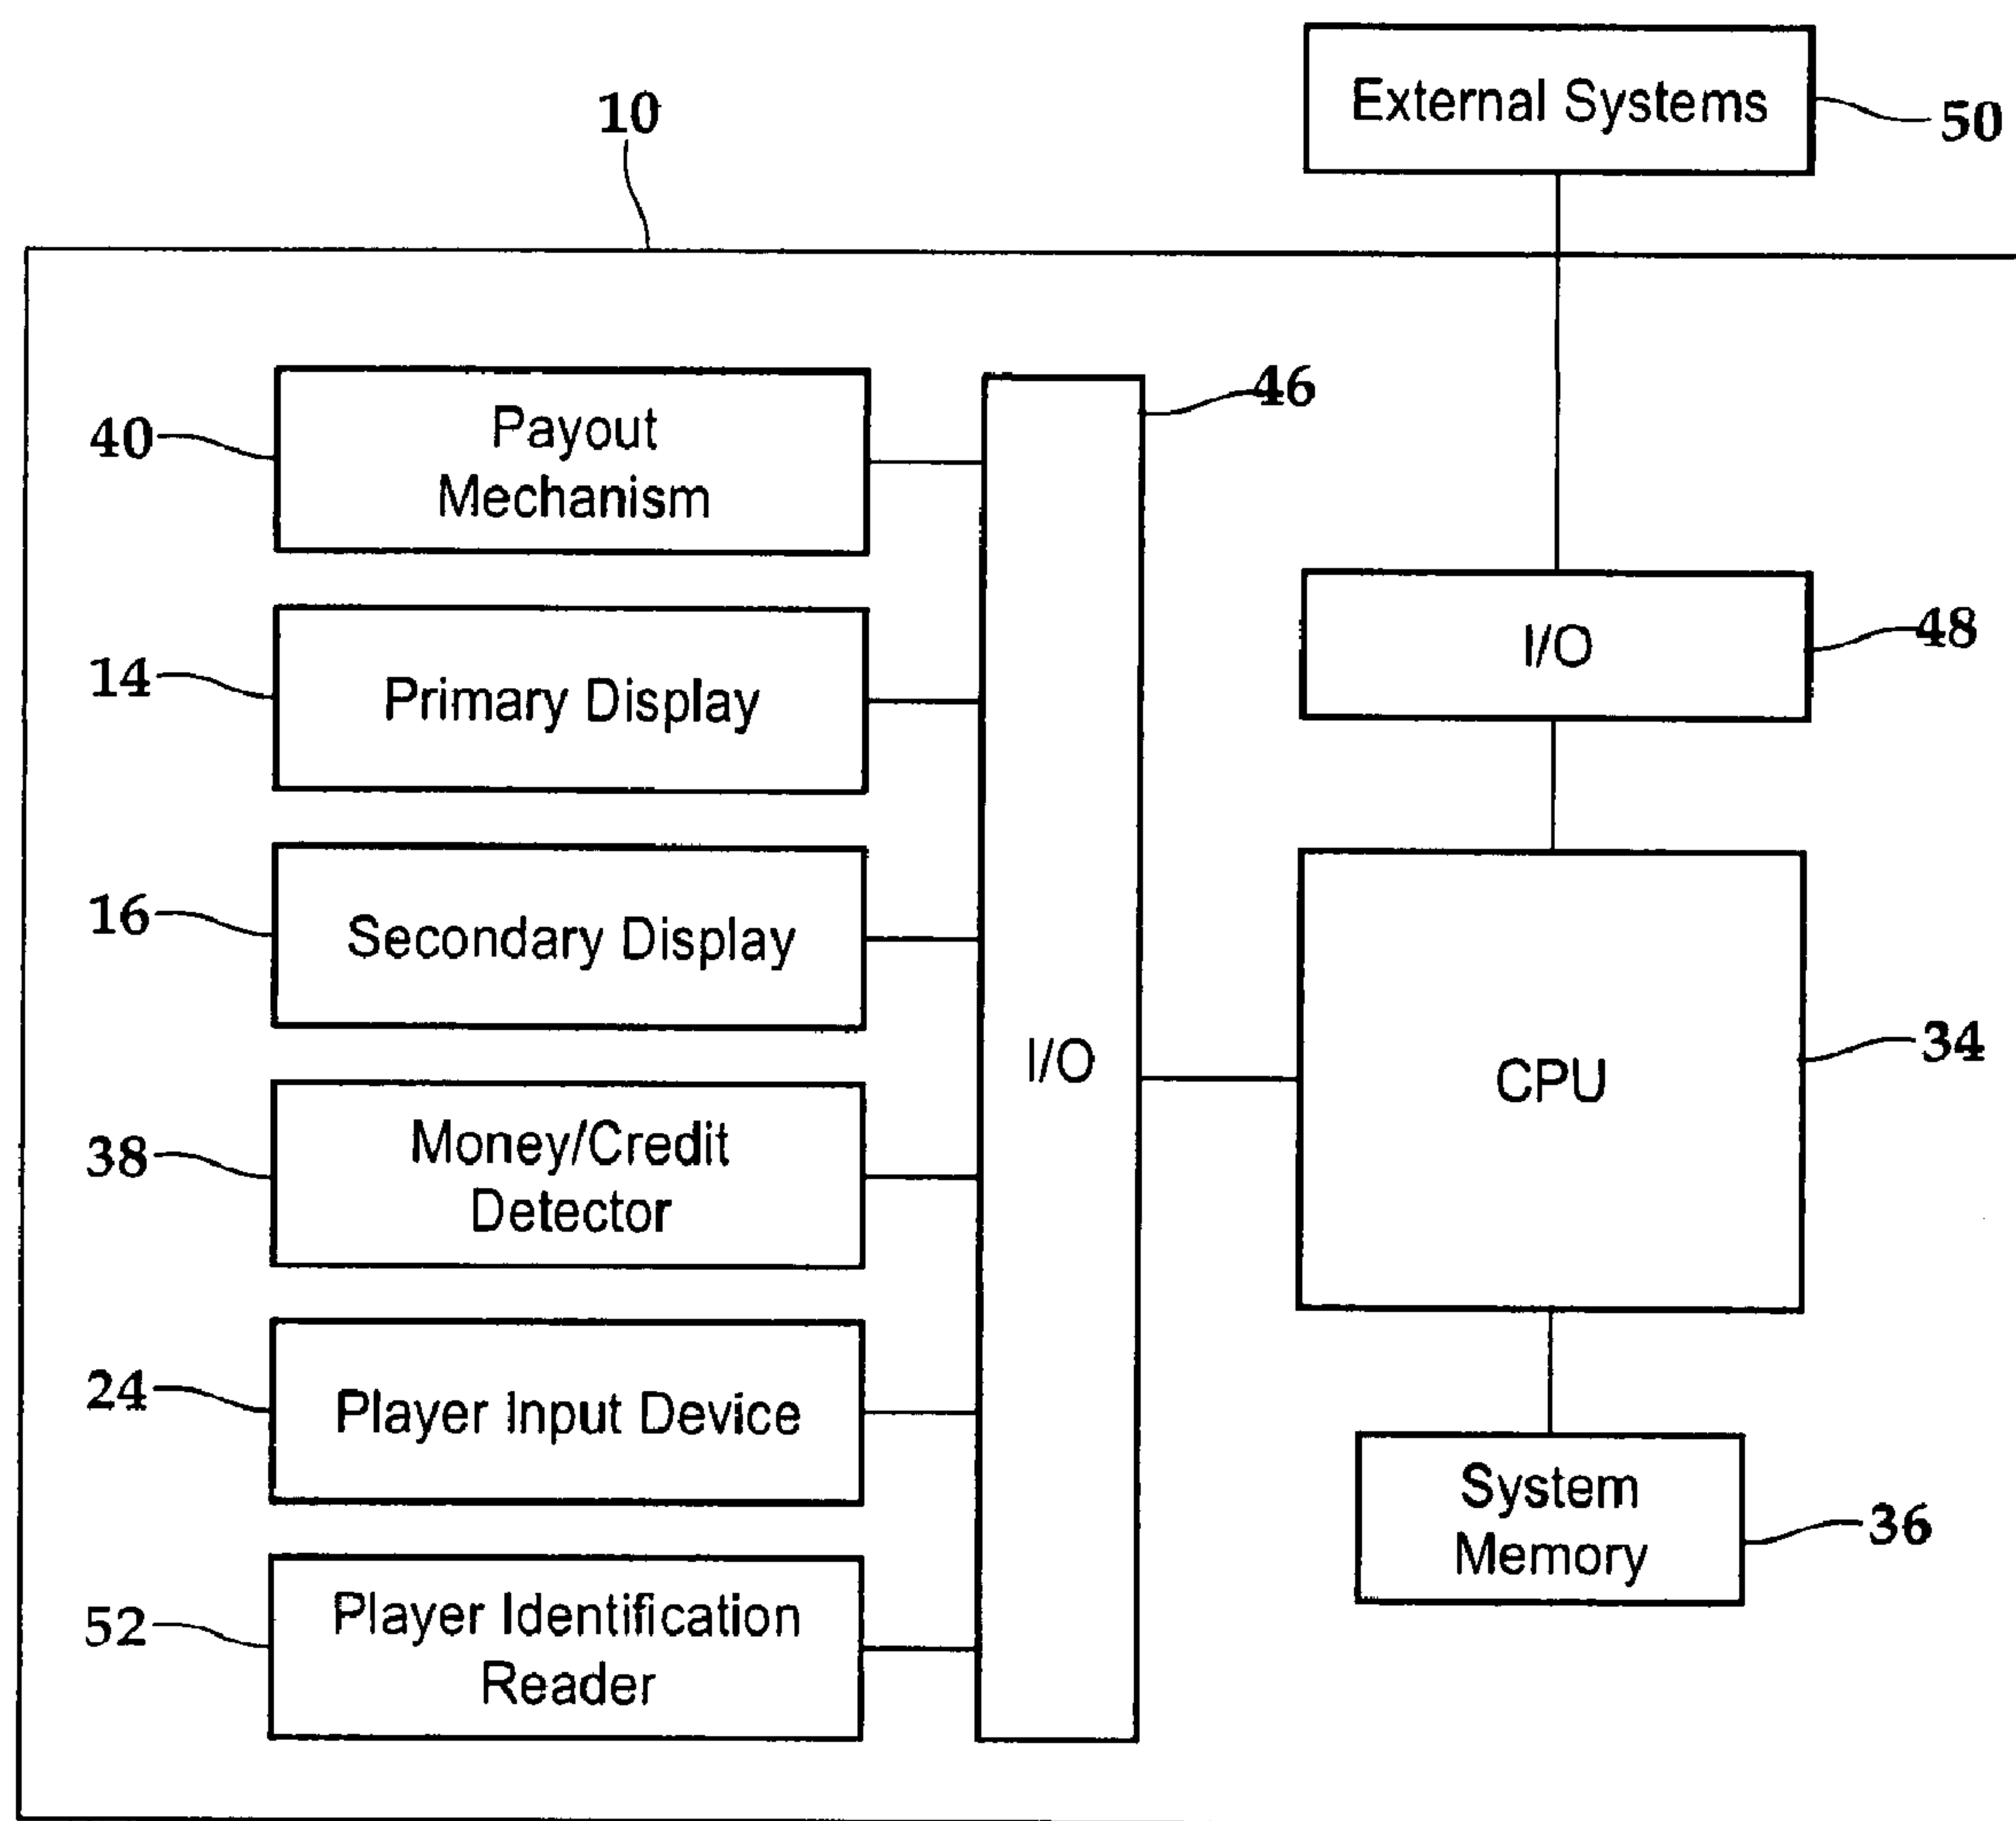 External Systems
50
10
46
40
Payout
Mechanism
48
I/O
14
Primary Display
16
Secondary Display
I/O
34
CPU
38
Money/Credit
Detector
24
Player Input Device
System
Memory
36
52
Player Identification
Reader